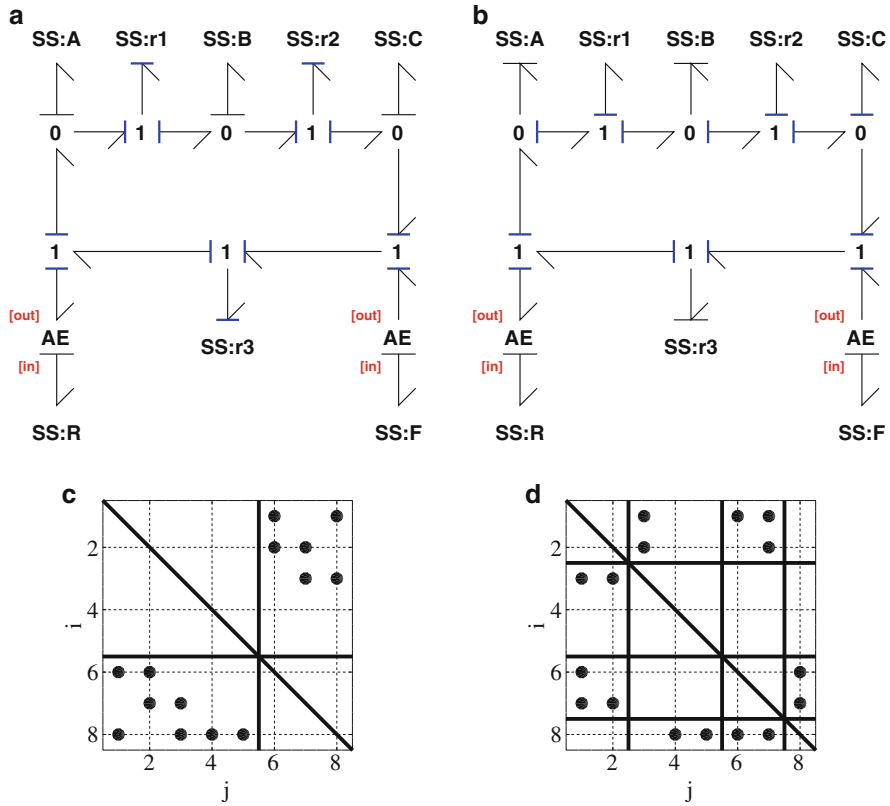 a
SS:A SS:r1 SS:B SS:r2 SS:C
0 1 0 1 0
1 1 1
[out] [out]
AE SS:r3 AE
[in] [in]
SS:R SS:F
b
SS:A SS:r1 SS:B SS:r2 SS:C
0 1 0 1 0
1 1 1
[out] [out]
AE SS:r3 AE
[in] [in]
SS:R SS:F
c
2
4
6
8
i
2 4 6 8
j
d
2
4
6
8
i
2 4 6 8
j